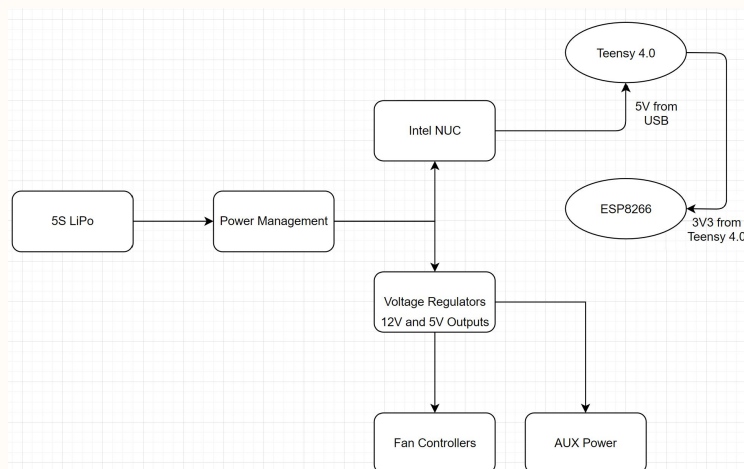 Teensy 4.0
5V from
USB
Intel NUC
5S LiPo
Power Management
ESP8266
3V3 from
Teensy 4.0
Voltage Regulators
12V and 5V Outputs
Fan Controllers
AUX Power